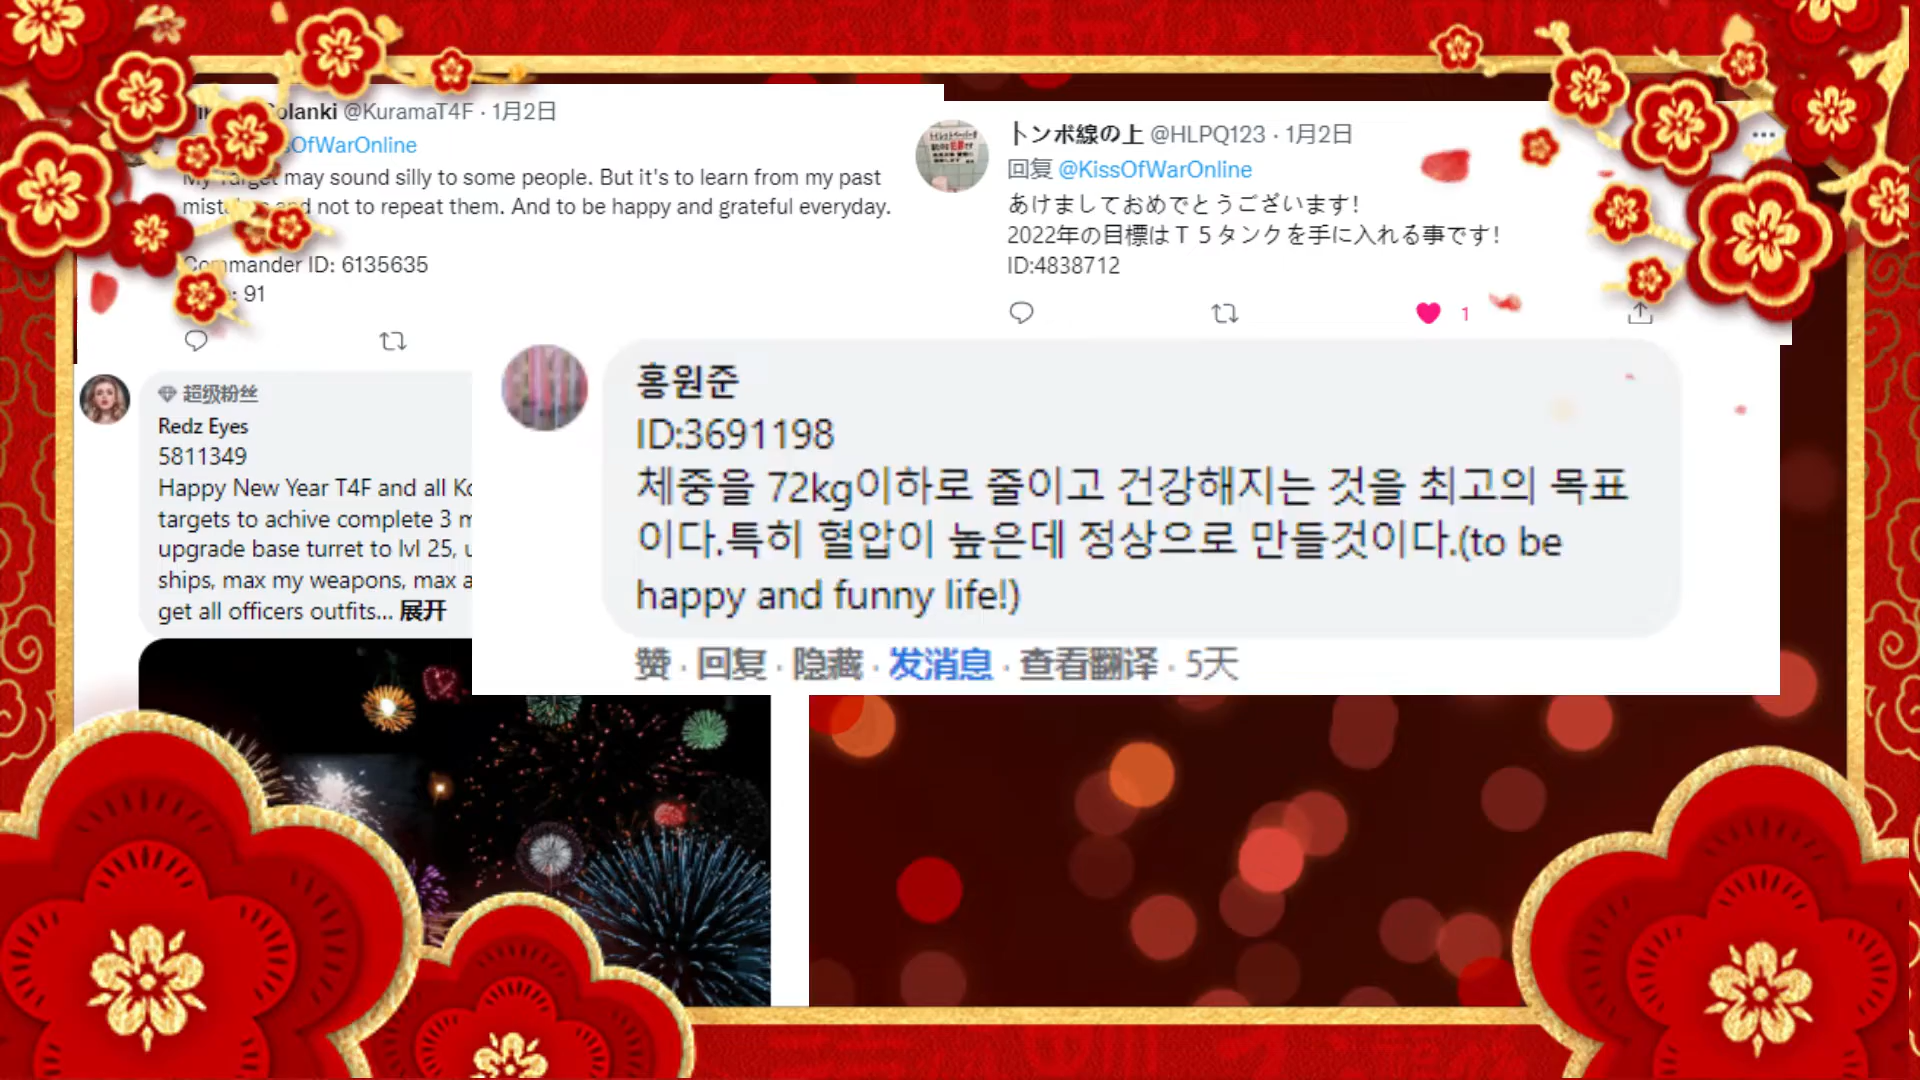 olanki @KuramaT4F · 1月2日
sOfWarOnline
My Target may sound silly to some people. But it's to learn from my past
and not to repeat them. And to be happy and grateful everyday.
Commander ID: 6135635
: 91
トンボ線の上 @HLPQ123 · 1月2日
回复 @KissOfWarOnline
あけましておめでとうございます！
2022年の目標はＴ５タンクを手に入れる事です！
ID:4838712
1
超级粉丝
Redz Eyes
5811349
Happy New Year T4F and all Ko
targets to achive complete 3 m
upgrade base turret to lvl 25, u
ships, max my weapons, max a
get all officers outfits... 展开
홍원준
ID:3691198
체중을 72kg이하로 줄이고 건강해지는 것을 최고의 목표
이다.특히 혈압이 높은데 정상으로 만들것이다.(to be
happy and funny life!)
赞 · 回复 · 隐藏 · 发消息 · 查看翻译 · 5天